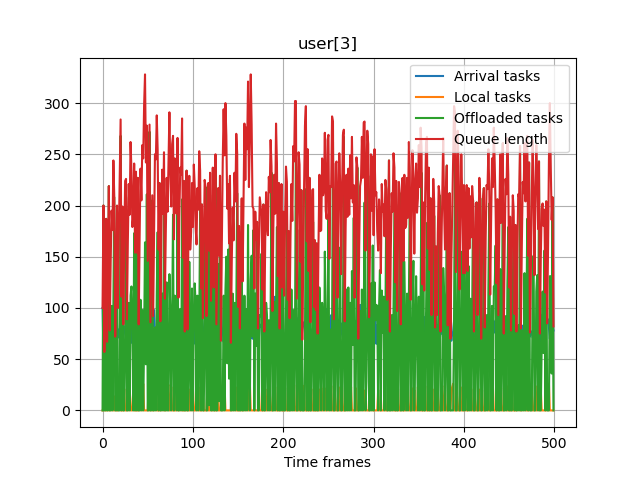 user[3]
Arrival tasks
Local tasks
Offloaded tasks
Queue length
300
250
200
150
100
50
0
0 100 200 300 400 500
Time frames